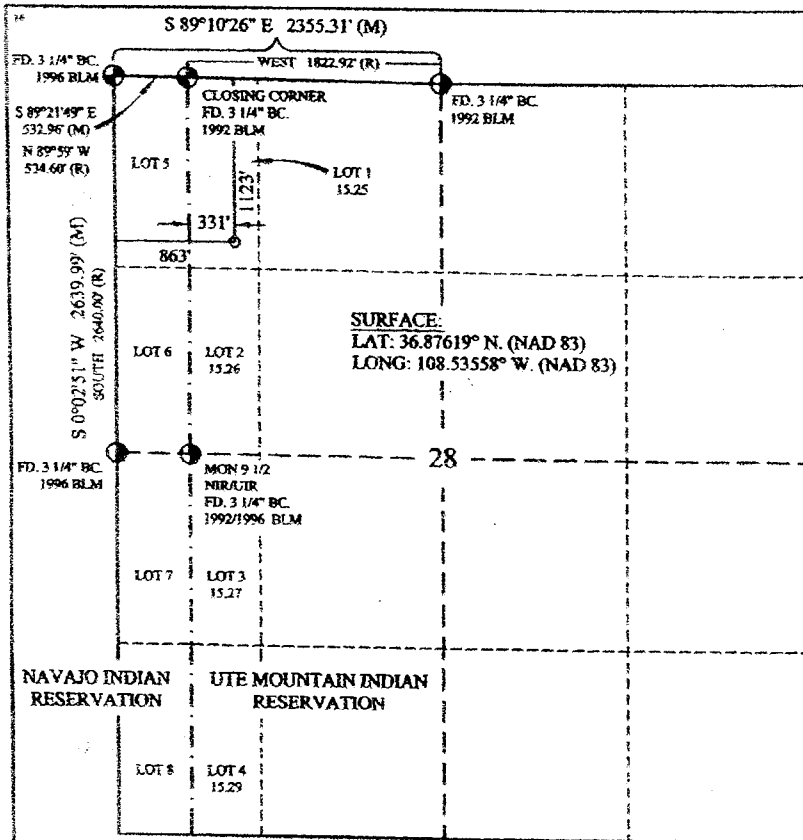 16
S 89°10'26" E 2355.31' (M)
WEST 1822.92' (R)
FD. 3 1/4" BC.
1996 BLM
CLOSING CORNER
FD. 3 1/4" BC.
1992 BLM
FD. 3 1/4" BC.
1992 BLM
S 89°21'49" E
532.96' (M)
N 89°59' W
534.60' (R)
LOT 5
LOT 1
15.25
1123'
331'
863'
S 0°02'51" W 2639.99' (M)
SOUTH 2640.00' (R)
SURFACE:
LAT: 36.87619° N. (NAD 83)
LONG: 108.53558° W. (NAD 83)
LOT 6
LOT 2
15.26
FD. 3 1/4" BC.
1996 BLM
MON 9 1/2
NIR/UIR
FD. 3 1/4" BC.
1992/1996 BLM
28
LOT 7
LOT 3
15.27
NAVAJO INDIAN
RESERVATION
UTE MOUNTAIN INDIAN
RESERVATION
LOT 8
LOT 4
15.29